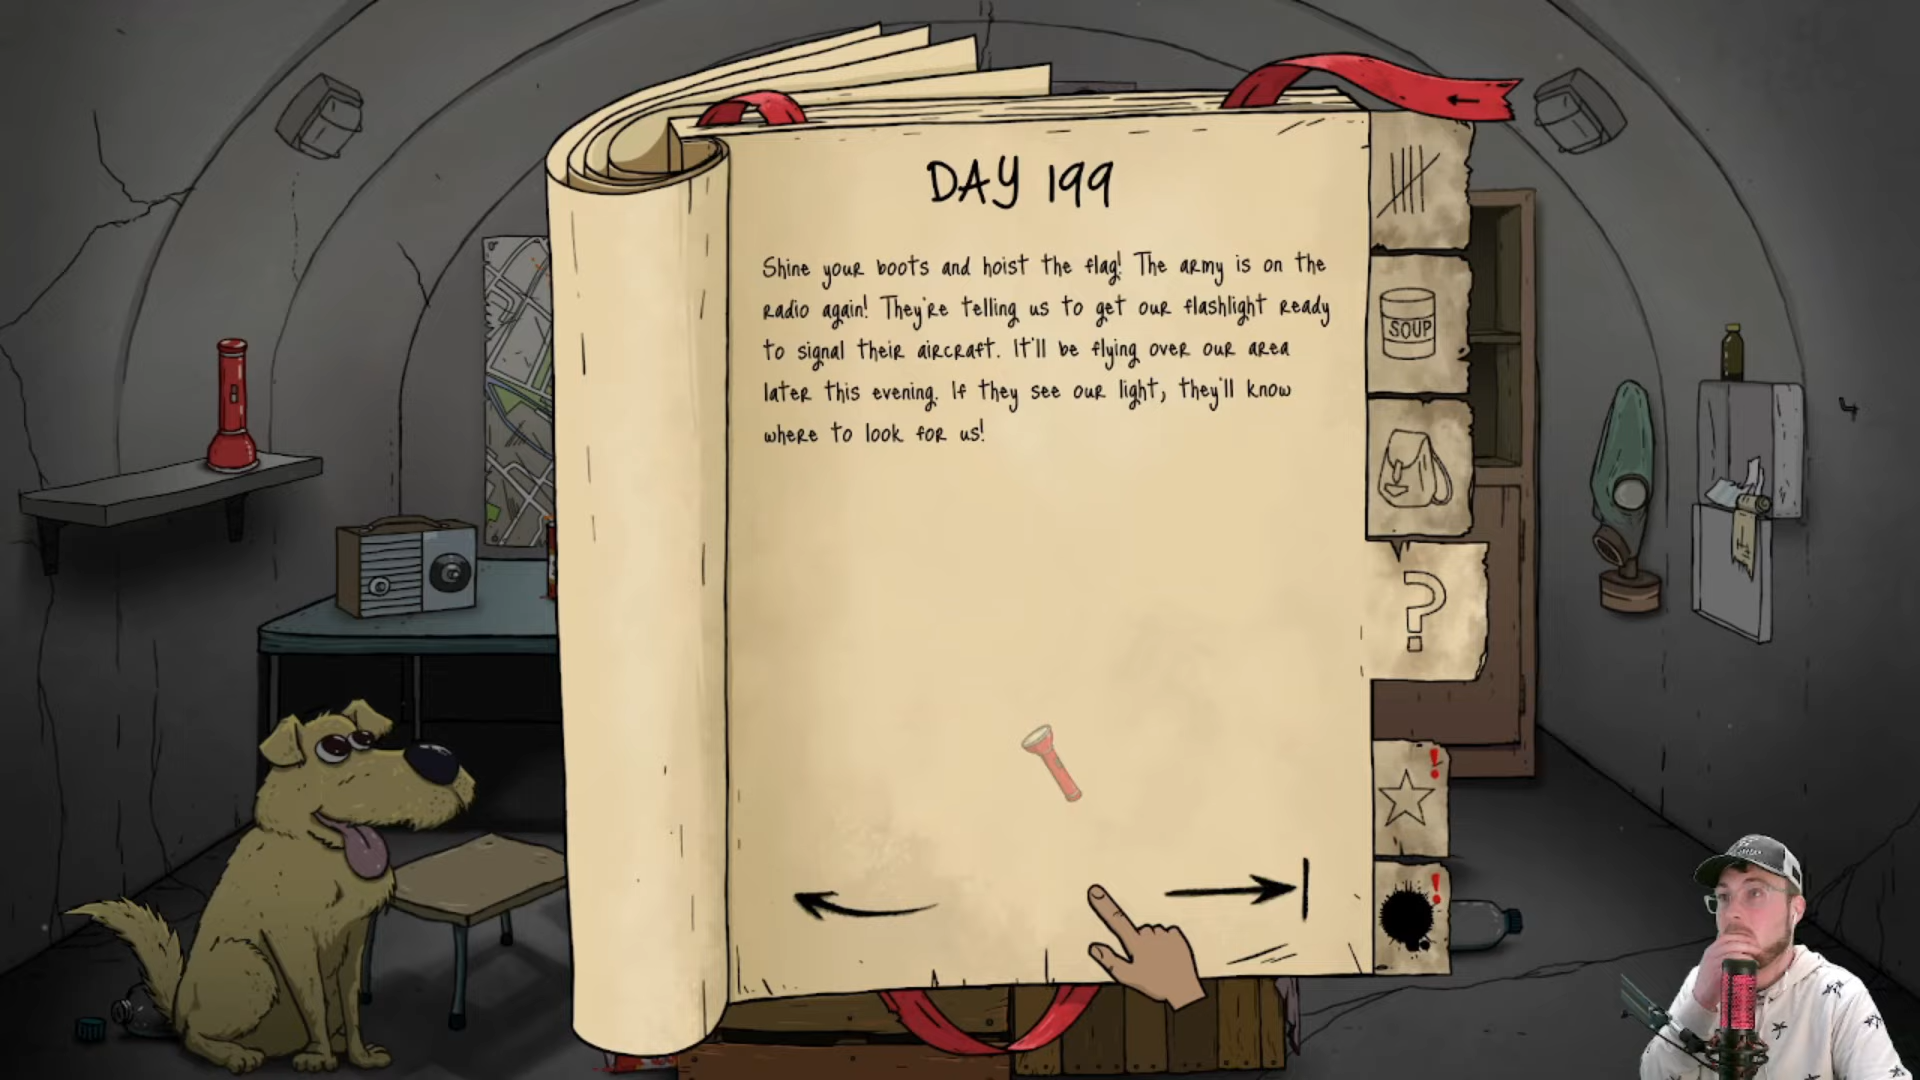 DAY 199
Shine your boots and hoist the flag! The army is on the
radio again! They're telling us to get our flashlight ready
to signal their aircraft. It'll be flying over our area
later this evening. If they see our light, they'll know
where to look for us!
SOUP
?
!
!